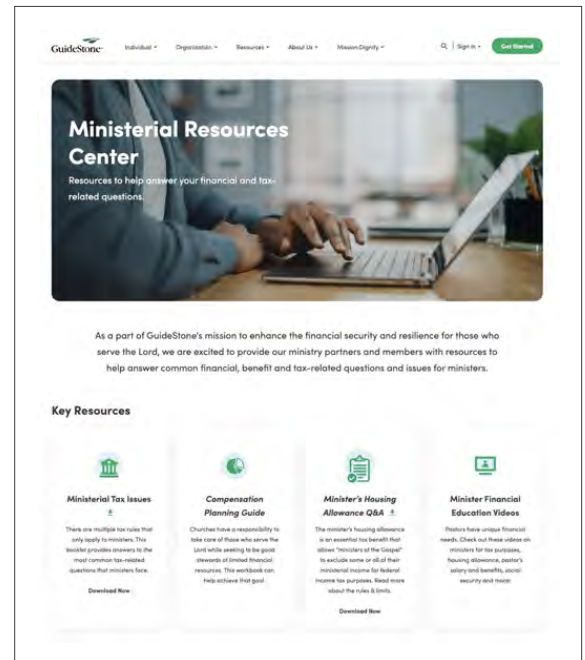 GuideStone
Individual
Organization
Resources
About Us
Mission:Dignity
Sign In
Get Started
Ministerial Resources
Center
Resources to help answer your financial and tax-
related questions.
As a part of GuideStone's mission to enhance the financial security and resilience for those who
serve the Lord, we are excited to provide our ministry partners and members with resources to
help answer common financial, benefit and tax-related questions and issues for ministers.
Key Resources
Ministerial Tax Issues
There are multiple tax rules that
only apply to ministers. This
booklet provides answers to the
most common tax-related
questions that ministers face.
Download Now
Compensation
Planning Guide
Churches have a responsibility to
take care of those who serve the
Lord while seeking to be good
stewards of limited financial
resources. This workbook can
help achieve that goal.
Minister's Housing
Allowance Q&A
The minister's housing allowance
is an essential tax benefit that
allows "ministers of the Gospel"
to exclude some or all of their
ministerial income for federal
income tax purposes. Read more
about the rules & limits.
Download Now
Minister Financial
Education Videos
Pastors have unique financial
needs. Check out these videos on
ministers for tax purposes,
housing allowance, pastor's
salary and benefits, social
security and more!